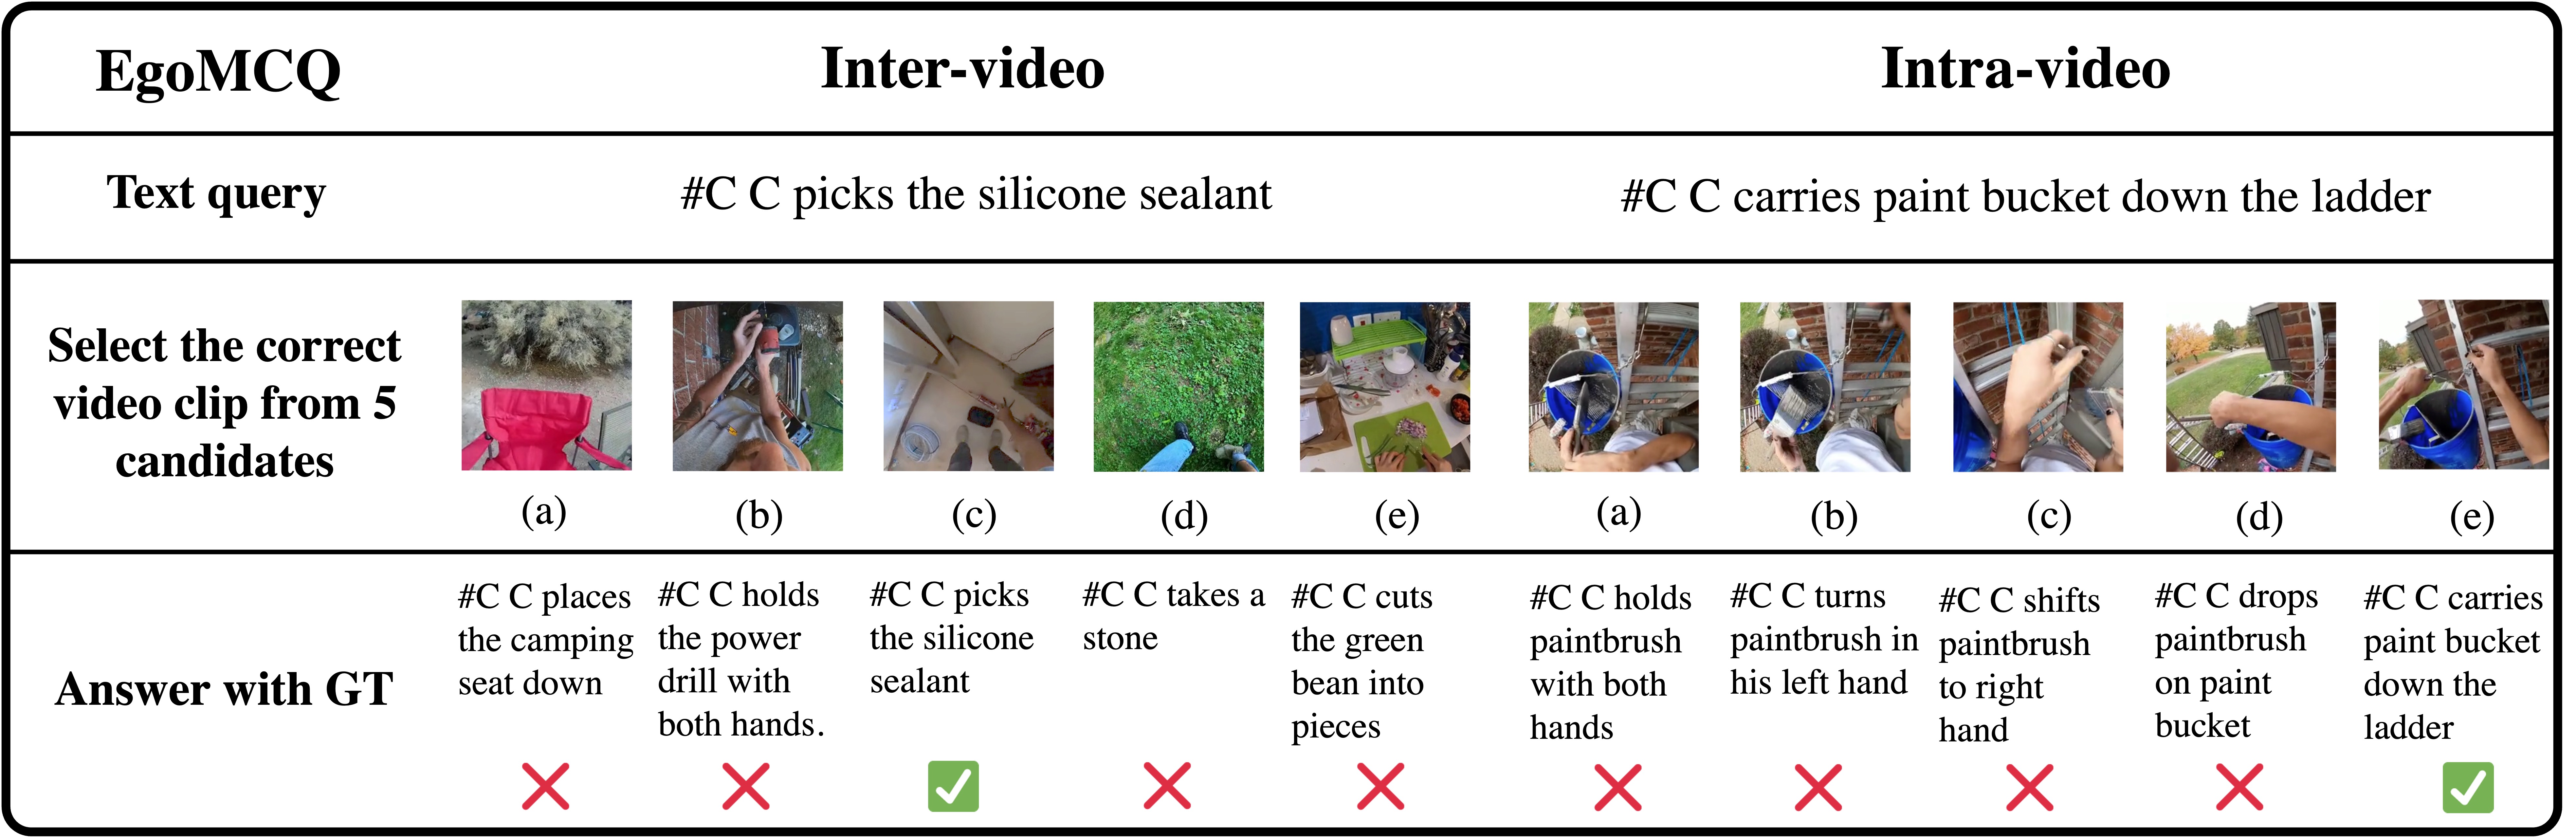 EgoMCQ
Inter-video
Intra-video
Text query
#C C picks the silicone sealant
#C C carries paint bucket down the ladder
Select the correct
video clip from 5
candidates
(a)
(b)
(c)
(d)
(e)
(a)
(b)
(c)
(d)
(e)
Answer with GT
#C C places
the camping
seat down
#C C holds
the power
drill with
both hands.
#C C picks
the silicone
sealant
#C C takes a
stone
#C C cuts
the green
bean into
pieces
#C C holds
paintbrush
with both
hands
#C C turns
paintbrush in
his left hand
#C C shifts
paintbrush
to right
hand
#C C drops
paintbrush
on paint
bucket
#C C carries
paint bucket
down the
ladder